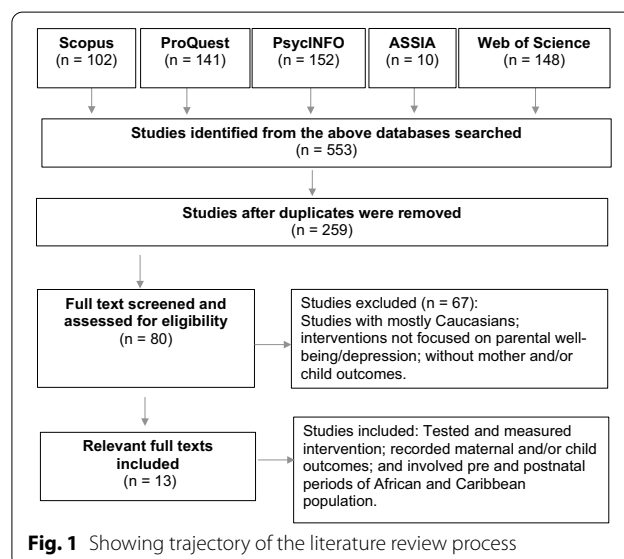 Scopus
(n = 102)
ProQuest
(n = 141)
PsycINFO
(n = 152)
ASSIA
(n = 10)
Web of Science
(n = 148)
Studies identified from the above databases searched
(n = 553)
Studies after duplicates were removed
(n = 259)
Full text screened and
assessed for eligibility
(n = 80)
Studies excluded (n = 67):
Studies with mostly Caucasians;
interventions not focused on parental well-
being/depression; without mother and/or
child outcomes.
Relevant full texts
included
(n = 13)
Studies included: Tested and measured
intervention; recorded maternal and/or child
outcomes; and involved pre and postnatal
periods of African and Caribbean
population.
Fig. 1 Showing trajectory of the literature review process